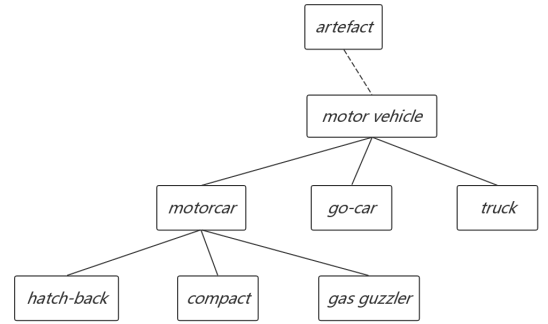 artefact
motor vehicle
motorcar
go-car
truck
hatch-back
compact
gas guzzler